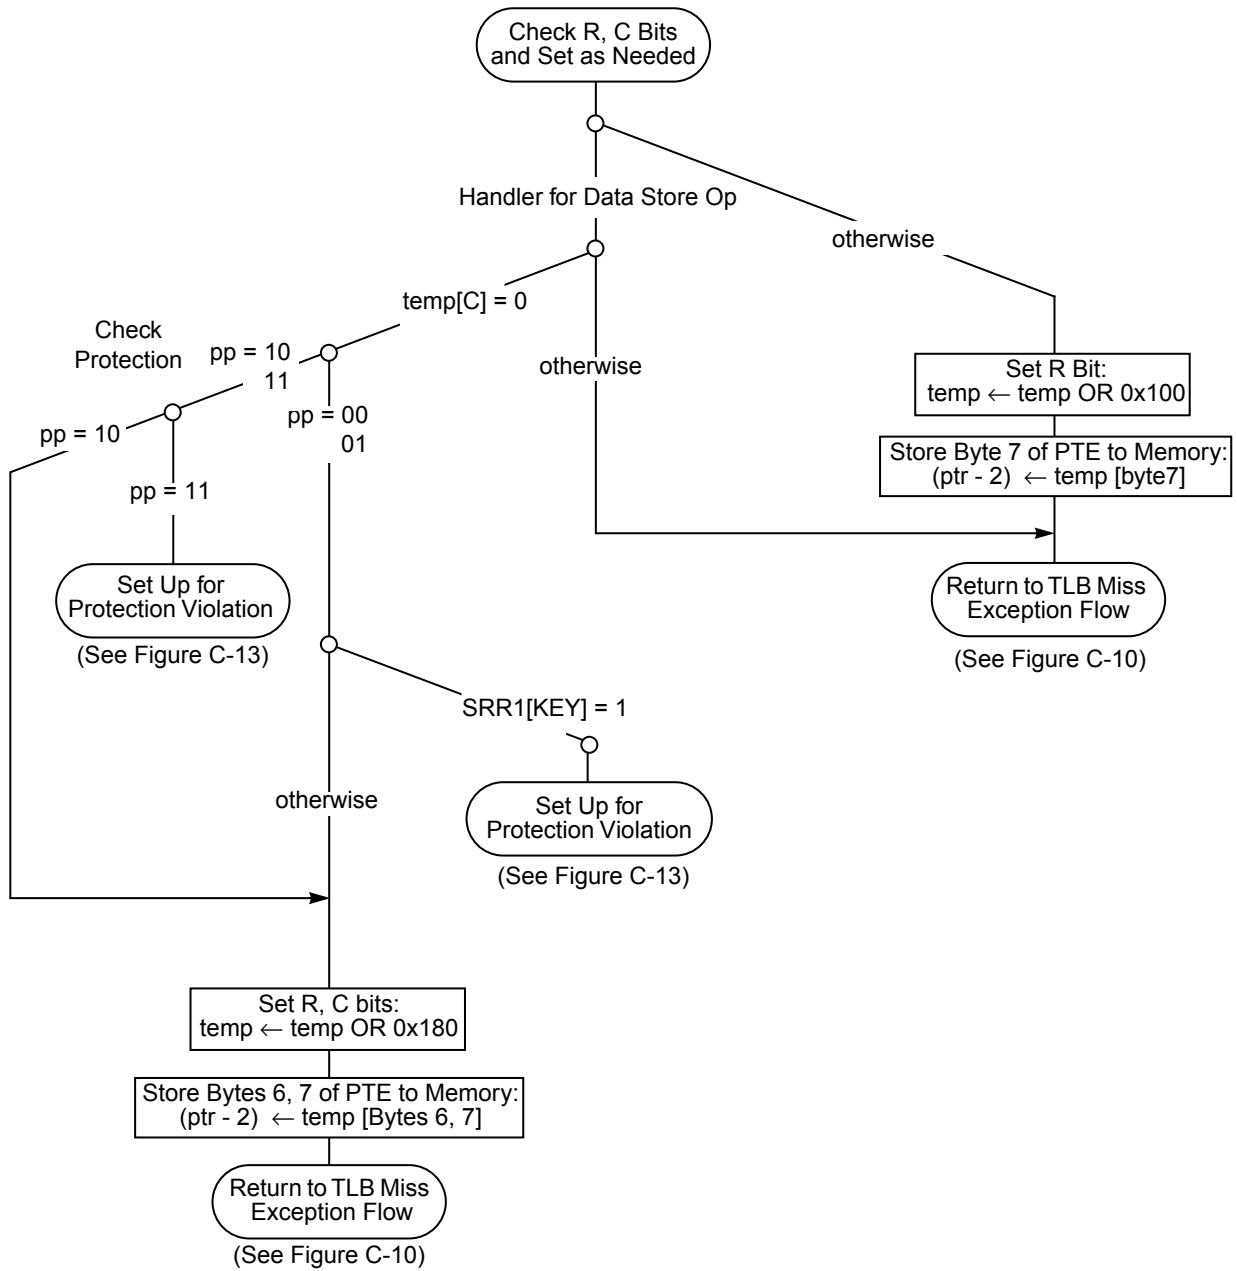 Check R, C Bits
and Set as Needed
Handler for Data Store Op
otherwise
temp[C] = 0
Check
Protection
pp = 10
11
otherwise
Set R Bit:
temp ← temp OR 0x100
pp = 00
01
pp = 10
Store Byte 7 of PTE to Memory:
(ptr - 2) ← temp [byte7]
pp = 11
Set Up for
Protection Violation
(See Figure C-13)
Return to TLB Miss
Exception Flow
(See Figure C-10)
SRR1[KEY] = 1
otherwise
Set Up for
Protection Violation
(See Figure C-13)
Set R, C bits:
temp ← temp OR 0x180
Store Bytes 6, 7 of PTE to Memory:
(ptr - 2) ← temp [Bytes 6, 7]
Return to TLB Miss
Exception Flow
(See Figure C-10)